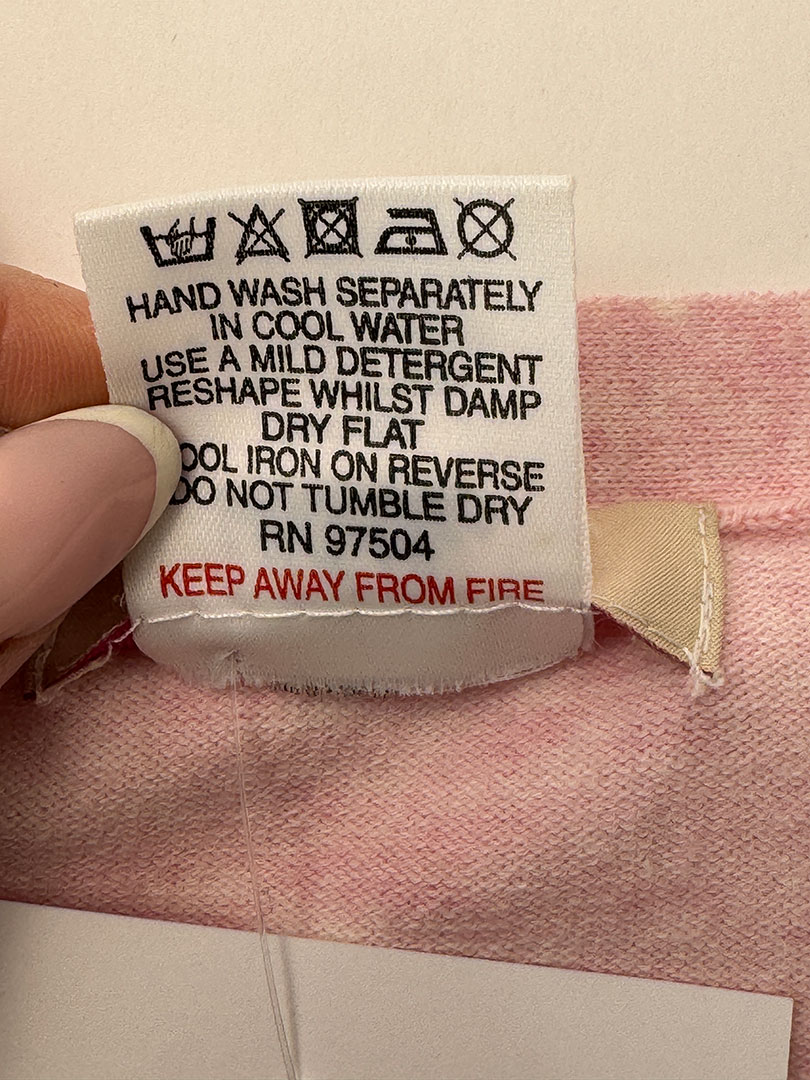 HAND WASH SEPARATELY
IN COOL WATER
USE A MILD DETERGENT
RESHAPE WHILST DAMP
DRY FLAT
OOL IRON ON REVERSE
DO NOT TUMBLE DRY
RN 97504
KEEP AWAY FROM FIRE